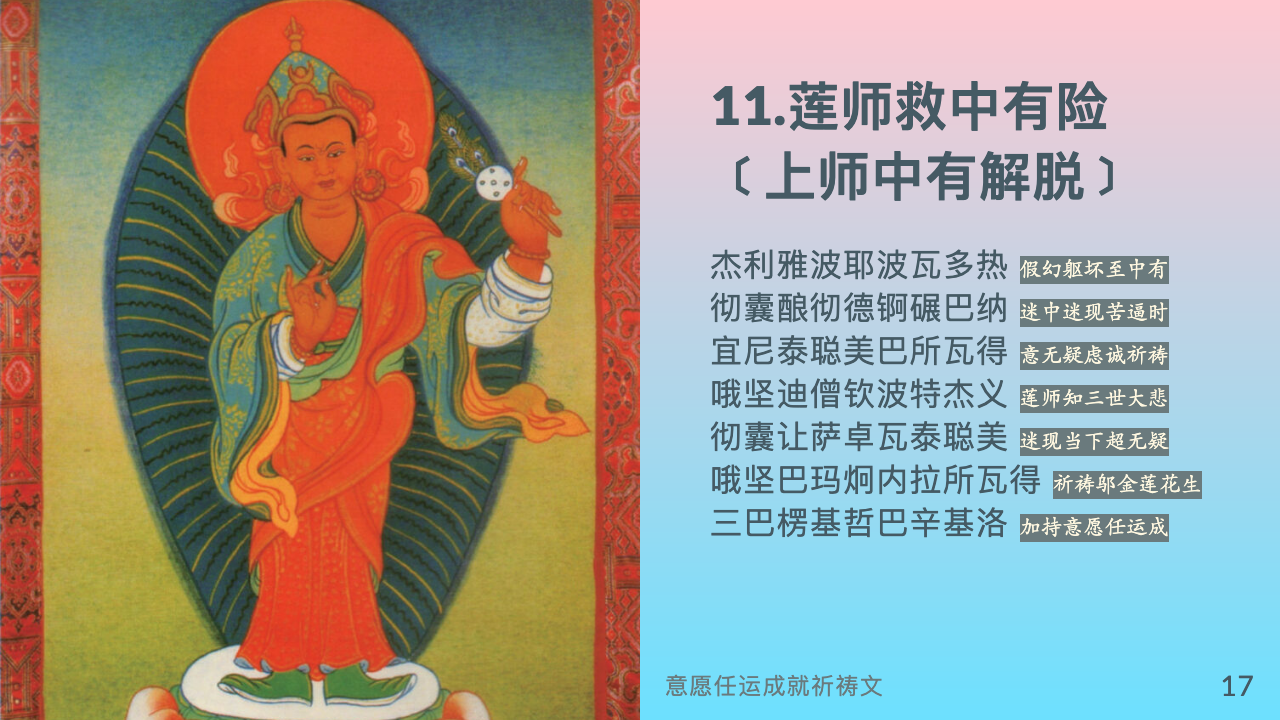 11.莲师救中有险
﹝上师中有解脱﹞
杰利雅波耶波瓦多热 假幻躯坏至中有
彻囊酿彻德锕碾巴纳 迷中迷现苦逼时
宜尼泰聪美巴所瓦得 意无疑虑诚祈祷
哦坚迪僧钦波特杰义 莲师知三世大悲
彻囊让萨卓瓦泰聪美 迷现当下超无疑
哦坚巴玛炯内拉所瓦得 祈祷邬金莲花生
三巴楞基哲巴辛基洛 加持意愿任运成
意愿任运成就祈祷文
17